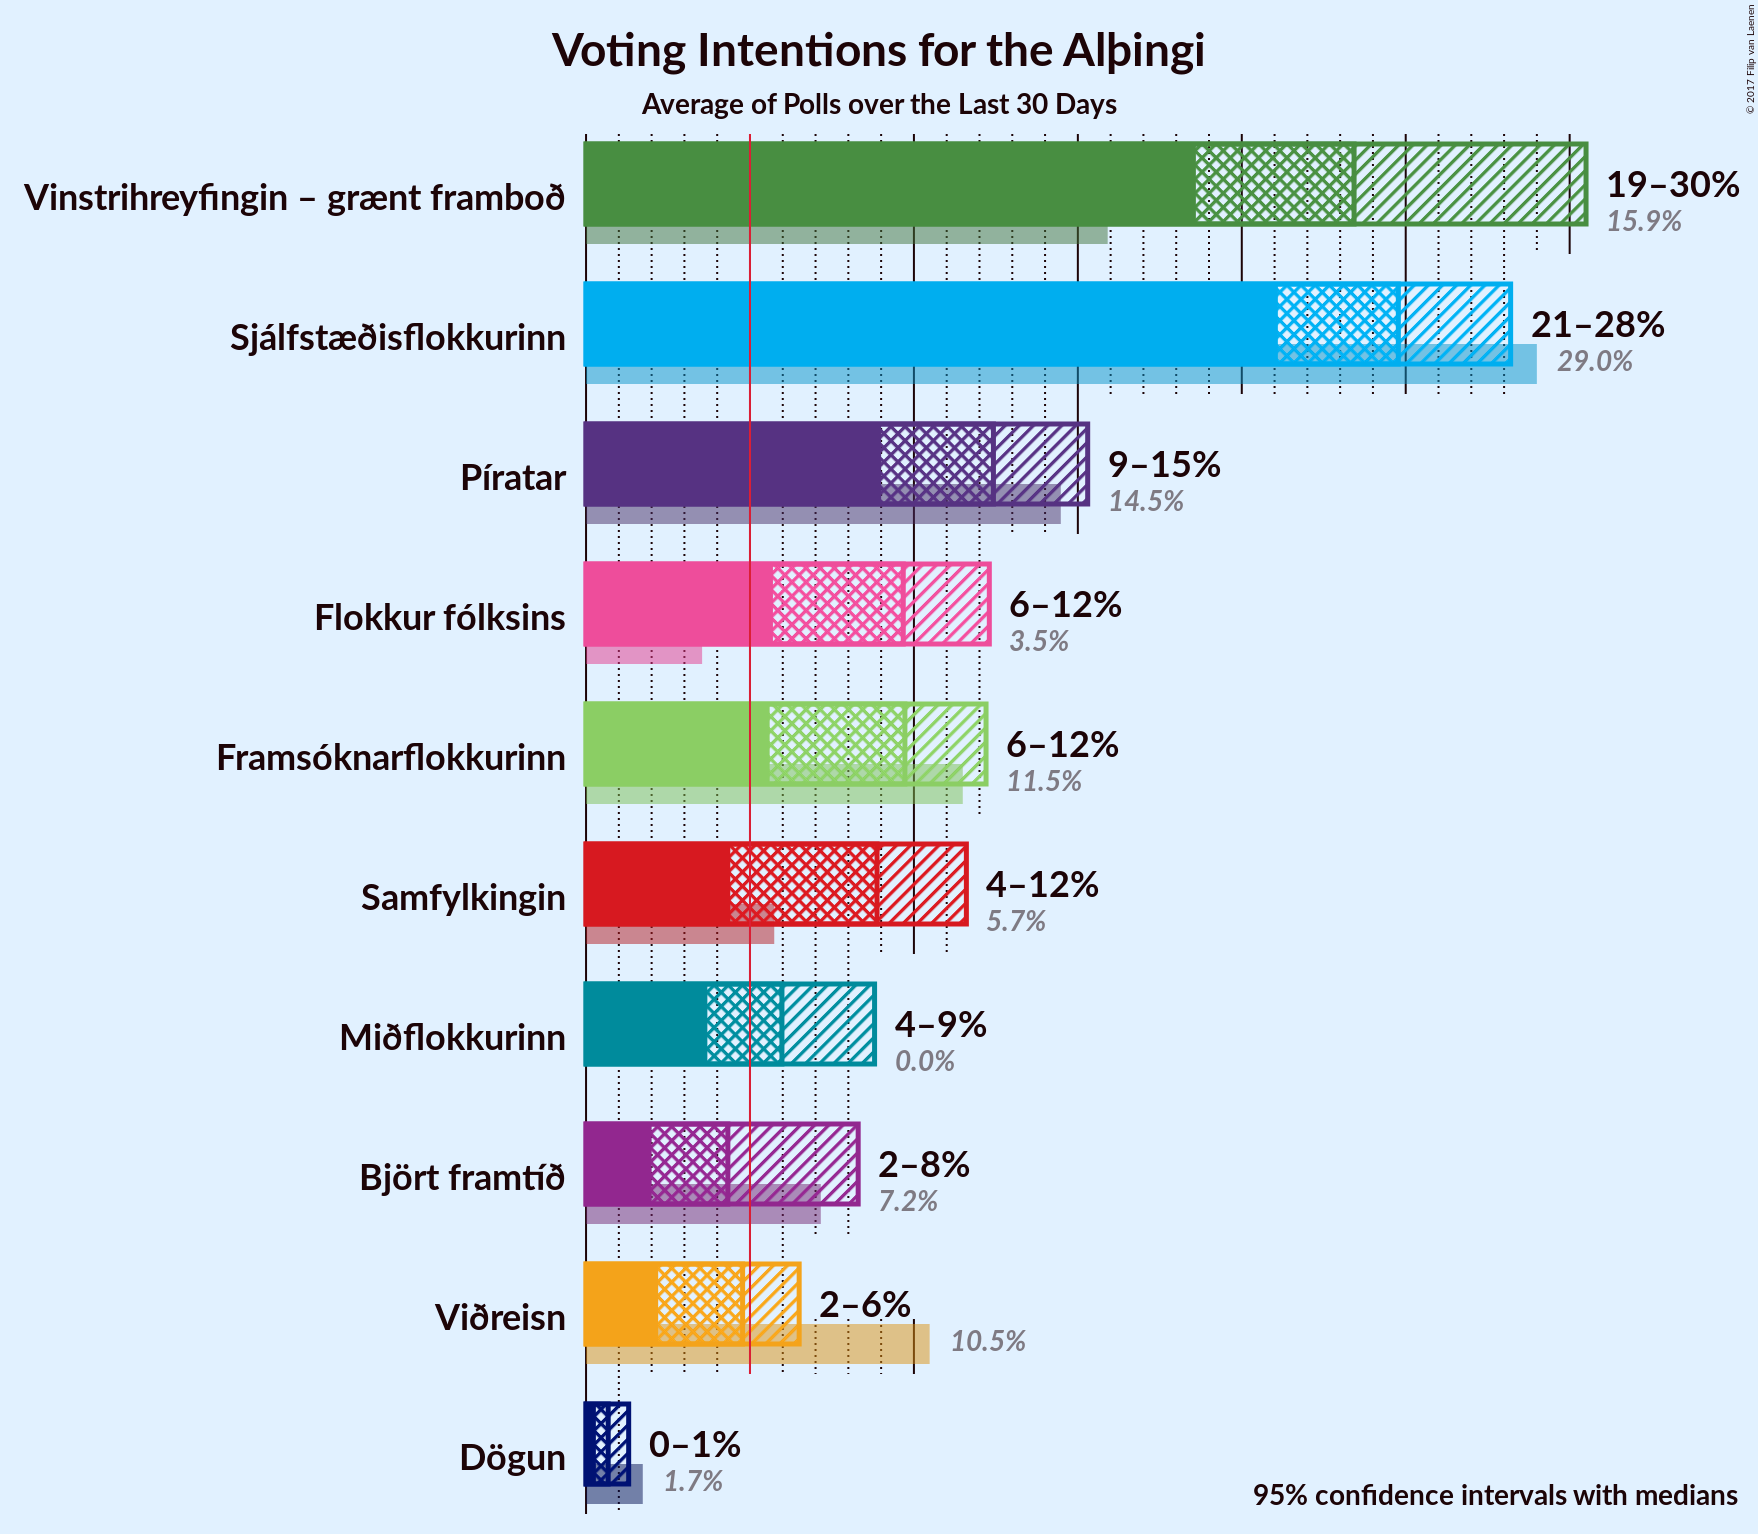 Voting Intentions for the Alþingi
Average of Polls over the Last 30 Days
© 2017 Filip van Laenen
Vinstrihreyfingin – grænt framboð
19–30%
15.9%
Sjálfstæðisflokkurinn
21–28%
29.0%
Píratar
9–15%
14.5%
Flokkur fólksins
6–12%
3.5%
Framsóknarflokkurinn
6–12%
11.5%
Samfylkingin
4–12%
5.7%
Miðflokkurinn
4–9%
0.0%
Björt framtíð
2–8%
7.2%
Viðreisn
2–6%
10.5%
Dögun
0–1%
1.7%
95% confidence intervals with medians